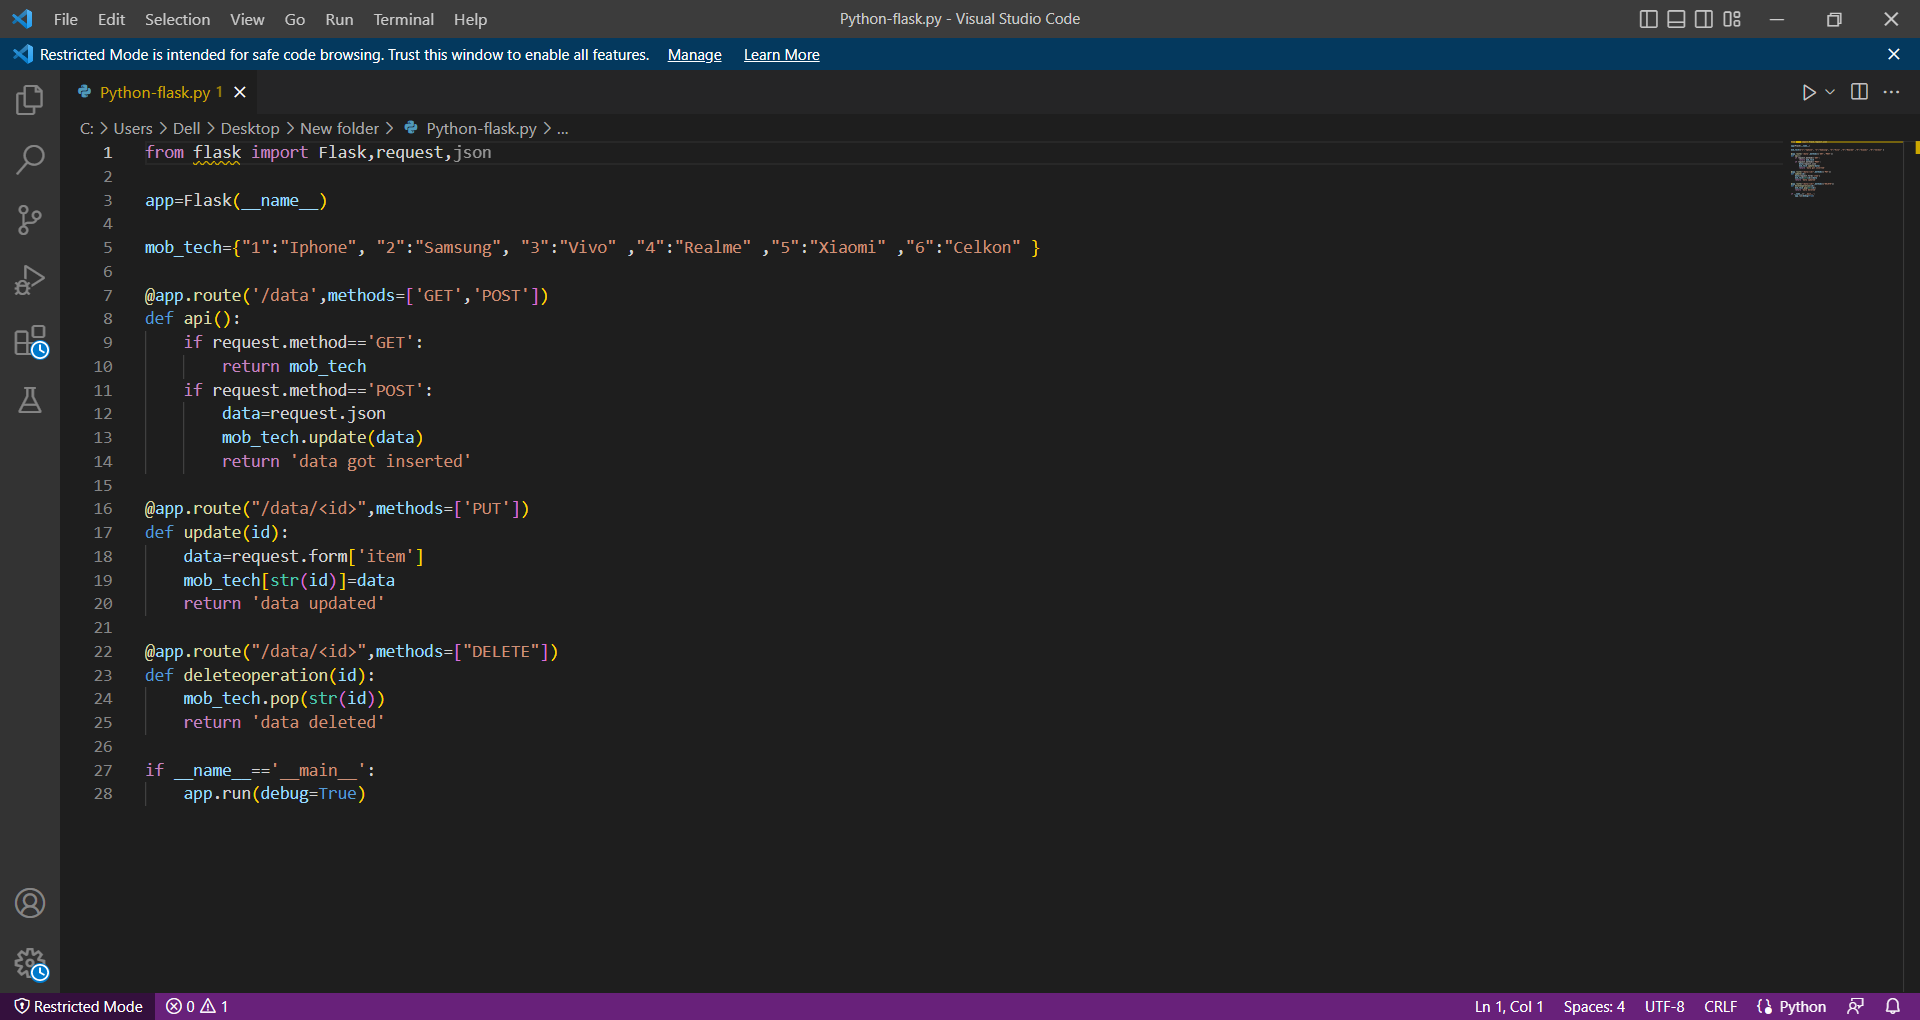 File Edit Selection View Go Run Terminal Help Python-flask.py - Visual Studio Code
Restricted Mode is intended for safe code browsing. Trust this window to enable all features. Manage Learn More
Python-flask.py 1
C: > Users > Dell > Desktop > New folder > Python-flask.py > ...
1 from flask import Flask,request,json
2
3 app=Flask(__name__)
4
5 mob_tech={"1":"Iphone", "2":"Samsung", "3":"Vivo" ,"4":"Realme" ,"5":"Xiaomi" ,"6":"Celkon" }
6
7 @app.route('/data',methods=['GET','POST'])
8 def api():
9     if request.method=='GET':
10         return mob_tech
11     if request.method=='POST':
12         data=request.json
13         mob_tech.update(data)
14         return 'data got inserted'
15
16 @app.route("/data/<id>",methods=['PUT'])
17 def update(id):
18     data=request.form['item']
19     mob_tech[str(id)]=data
20     return 'data updated'
21
22 @app.route("/data/<id>",methods=["DELETE"])
23 def deleteoperation(id):
24     mob_tech.pop(str(id))
25     return 'data deleted'
26
27 if __name__=='__main__':
28     app.run(debug=True)
Restricted Mode 0 1 Ln 1, Col 1 Spaces: 4 UTF-8 CRLF Python